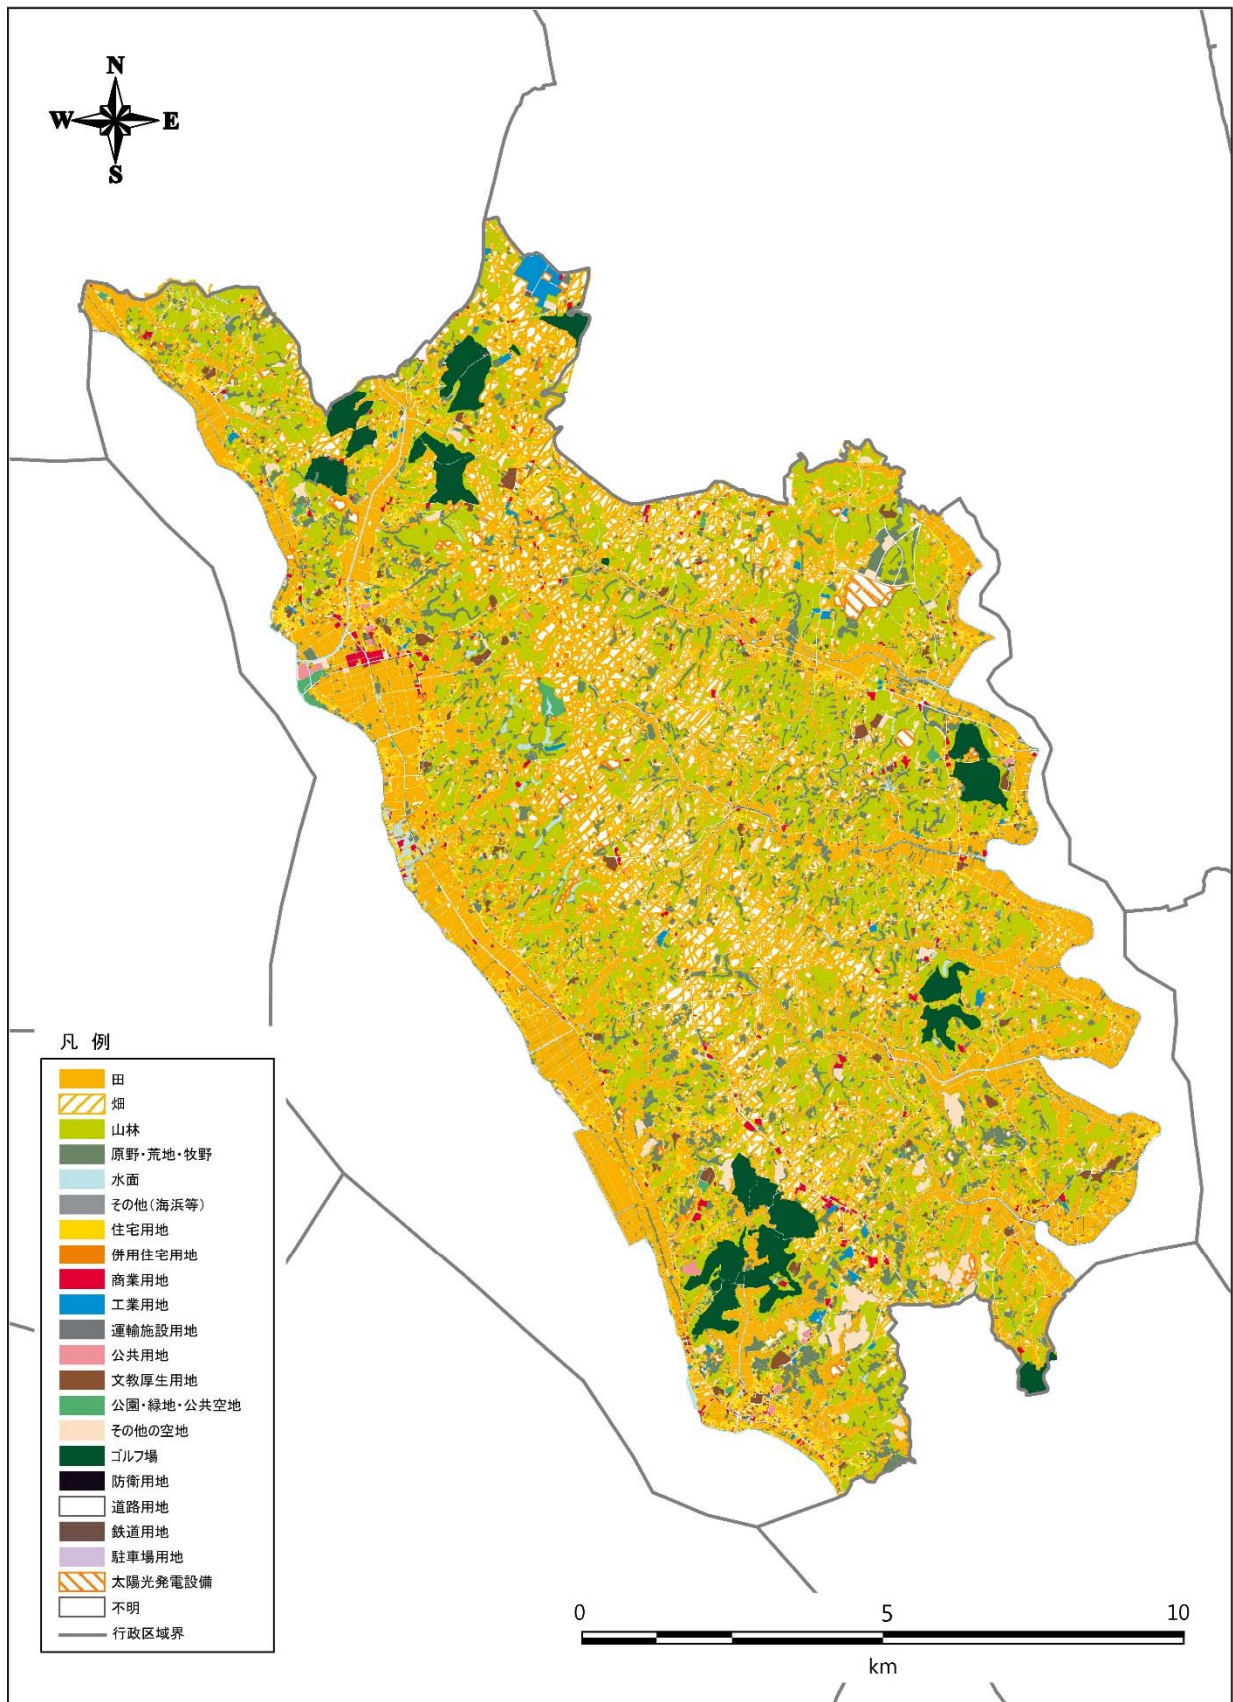 N
W E
S
凡 例
田
畑
山林
原野・荒地・牧野
水面
その他(海浜等)
住宅用地
併用住宅用地
商業用地
工業用地
運輸施設用地
公共用地
文教厚生用地
公園・緑地・公共空地
その他の空地
ゴルフ場
防衛用地
道路用地
鉄道用地
駐車場用地
太陽光発電設備
不明
行政区域界
0 5 10
km